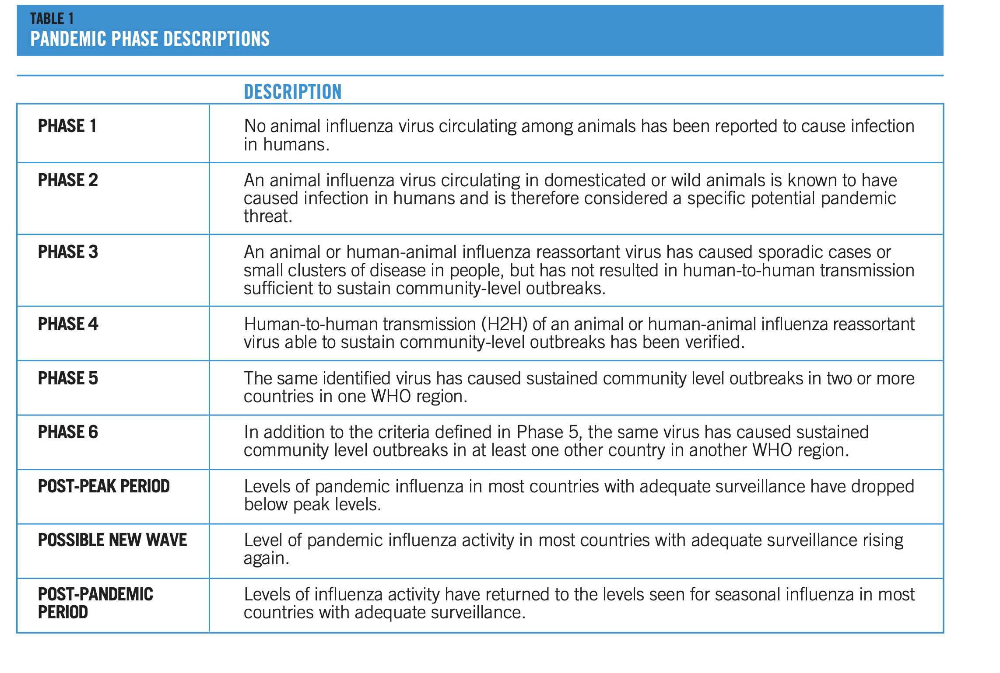 TABLE 1
PANDEMIC PHASE DESCRIPTIONS
DESCRIPTION
PHASE 1
No animal influenza virus circulating among animals has been reported to cause infection
in humans.
PHASE 2
An animal influenza virus circulating in domesticated or wild animals is known to have
caused infection in humans and is therefore considered a specific potential pandemic
threat.
PHASE 3
An animal or human-animal influenza reassortant virus has caused sporadic cases or
small clusters of disease in people, but has not resulted in human-to-human transmission
sufficient to sustain community-level outbreaks.
PHASE 4
Human-to-human transmission (H2H) of an animal or human-animal influenza reassortant
virus able to sustain community-level outbreaks has been verified.
PHASE 5
The same identified virus has caused sustained community level outbreaks in two or more
countries in one WHO region.
PHASE 6
In addition to the criteria defined in Phase 5, the same virus has caused sustained
community level outbreaks in at least one other country in another WHO region.
POST-PEAK PERIOD
Levels of pandemic influenza in most countries with adequate surveillance have dropped
below peak levels.
POSSIBLE NEW WAVE
Level of pandemic influenza activity in most countries with adequate surveillance rising
again.
POST-PANDEMIC
PERIOD
Levels of influenza activity have returned to the levels seen for seasonal influenza in most
countries with adequate surveillance.